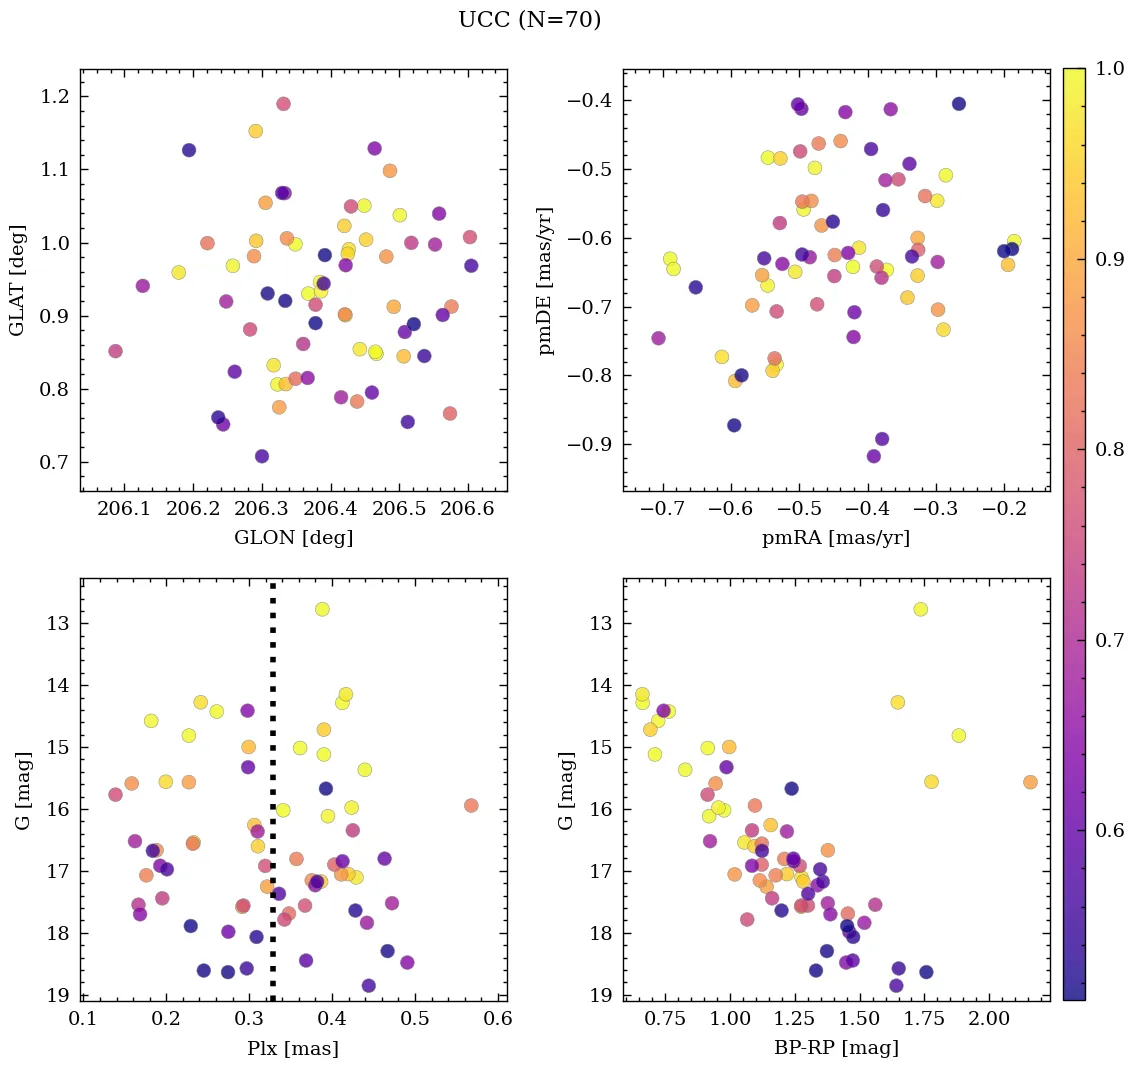 UCC (N=70)
1.2
1.1
1.0
0.9
0.8
0.7
GLAT [deg]
206.1 206.2 206.3 206.4 206.5 206.6
GLON [deg]
−0.4
−0.5
−0.6
−0.7
−0.8
−0.9
pmDE [mas/yr]
−0.7 −0.6 −0.5 −0.4 −0.3 −0.2
pmRA [mas/yr]
13
14
15
16
17
18
19
G [mag]
0.1 0.2 0.3 0.4 0.5 0.6
Plx [mas]
13
14
15
16
17
18
19
G [mag]
0.75 1.00 1.25 1.50 1.75 2.00
BP-RP [mag]
1.0
0.9
0.8
0.7
0.6